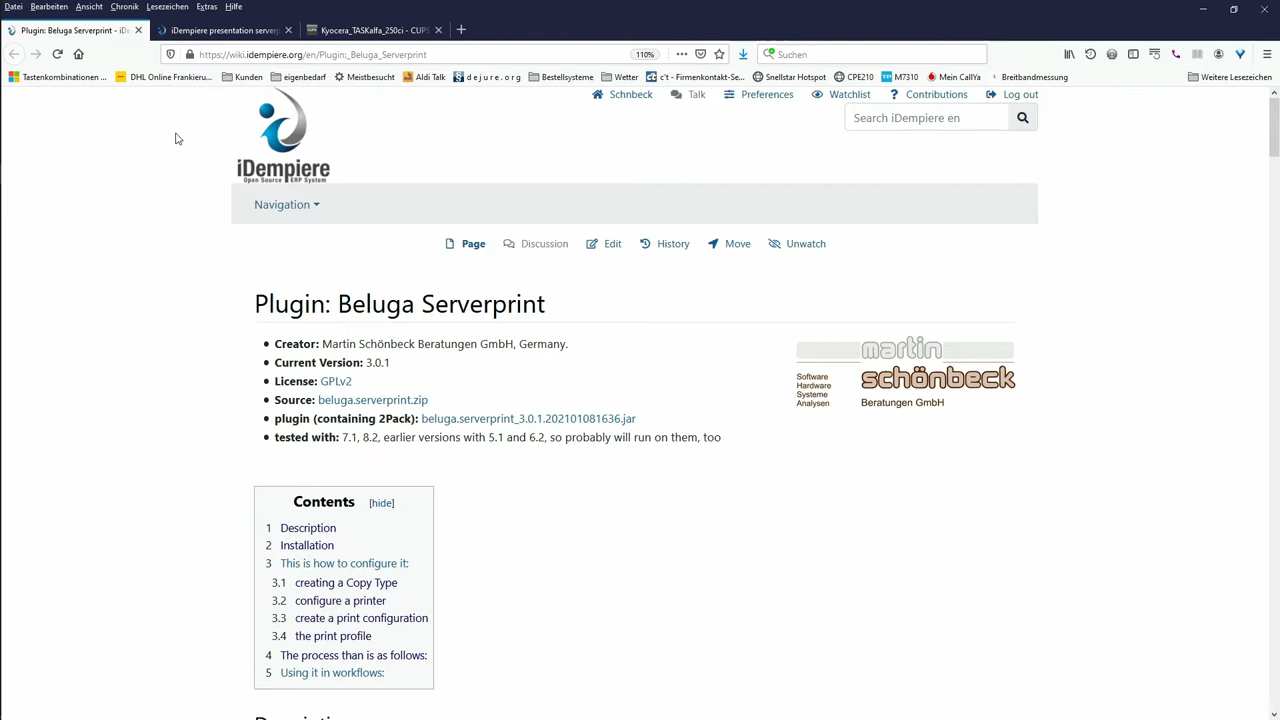 Datei Bearbeiten Ansicht Chronik Lesezeichen Extras Hilfe
Plugin: Beluga Serverprint - iD
iDempiere presentation server
Kyocera_TASKalfa_250ci - CUPS
https://wiki.idempiere.org/en/Plugin:_Beluga_Serverprint
110%
Suchen
Tastenkombinationen ... DHL Online Frankieru... Kunden eigenbedarf Meistbesucht Aldi Talk d e j u r e . o r g Bestellsysteme Wetter c't - Firmenkontakt-Se... Snellstar Hotspot CPE210 M7310 Mein CallYa Breitbandmessung Weitere Lesezeichen
Schnbeck Talk Preferences Watchlist Contributions Log out
Search iDempiere en
iDempiere
Open Source ERP System
Navigation
Page Discussion Edit History Move Unwatch
Plugin: Beluga Serverprint
Creator: Martin Schönbeck Beratungen GmbH, Germany.
Current Version: 3.0.1
License: GPLv2
Source: beluga.serverprint.zip
plugin (containing 2Pack): beluga.serverprint_3.0.1.202101081636.jar
tested with: 7.1, 8.2, earlier versions with 5.1 and 6.2, so probably will run on them, too
martin
schönbeck
Beratungen GmbH
Software
Hardware
Systeme
Analysen
Contents [hide]
1 Description
2 Installation
3 This is how to configure it:
3.1 creating a Copy Type
3.2 configure a printer
3.3 create a print configuration
3.4 the print profile
4 The process than is as follows:
5 Using it in workflows: